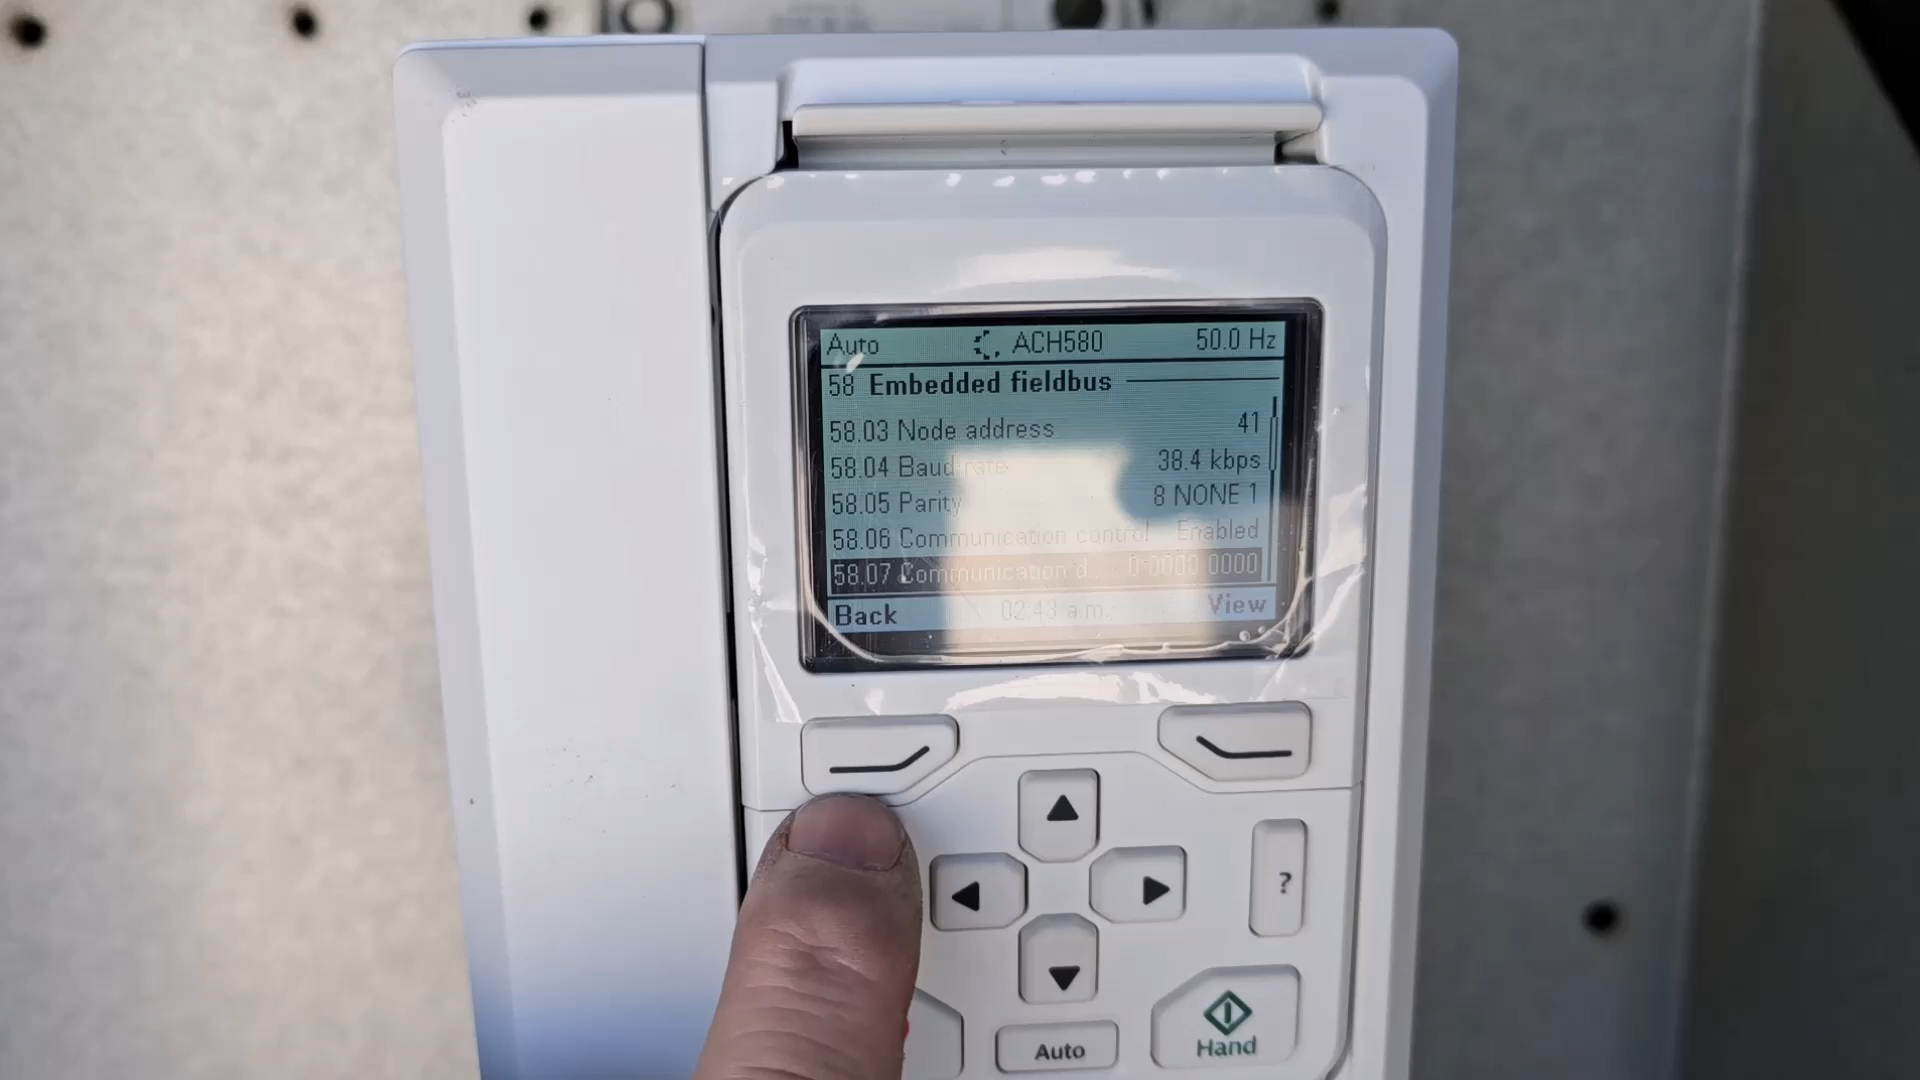 Auto ACH580 50.0 Hz
58 Embedded fieldbus
58.03 Node address 41
58.04 Baud rate 38.4 kbps
58.05 Parity 8 NONE 1
58.06 Communication control Enabled
58.07 Communication d... 0:0000 0000
Back 02:43 a.m. View
?
Auto
Hand